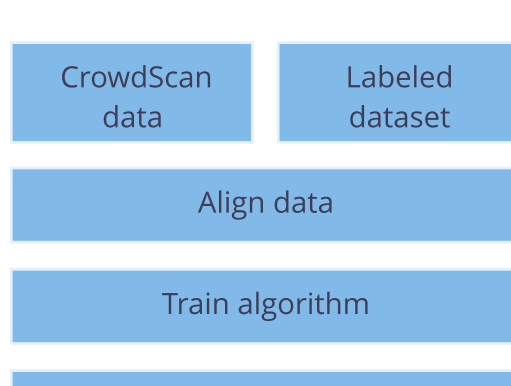 CrowdScan
data
Labeled
dataset
Align data
Train algorithm